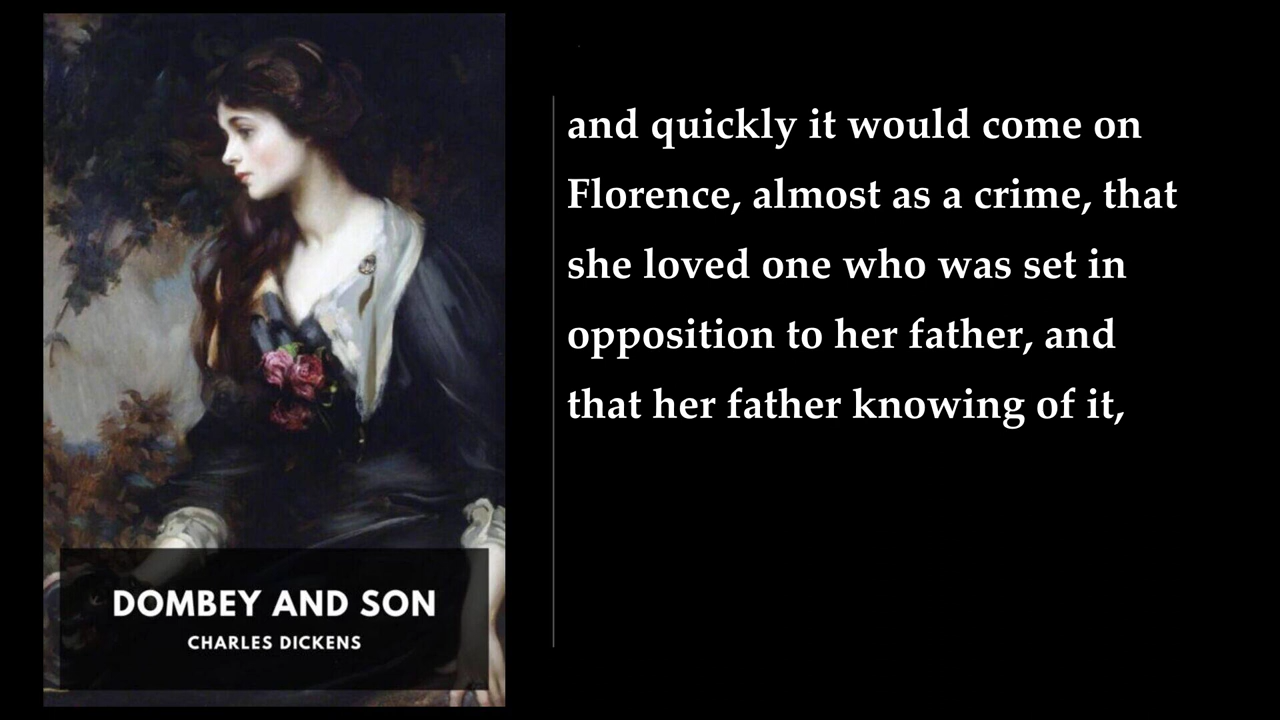 and quickly it would come on
Florence, almost as a crime, that
she loved one who was set in
opposition to her father, and
that her father knowing of it,
DOMBEY AND SON
CHARLES DICKENS